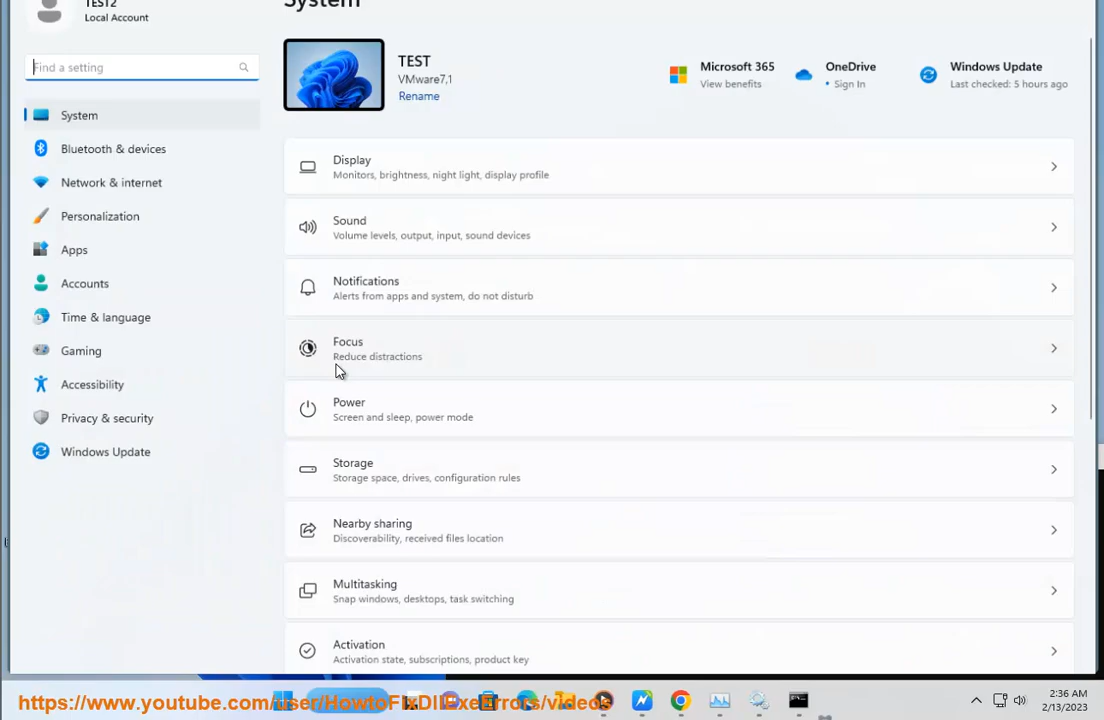 TEST2
System
Local Account
Find a setting
TEST
VMware7,1
Rename
Microsoft 365
View benefits
OneDrive
• Sign In
Windows Update
Last checked: 5 hours ago
System
Bluetooth & devices
Network & internet
Personalization
Apps
Accounts
Time & language
Gaming
Accessibility
Privacy & security
Windows Update
Display
Monitors, brightness, night light, display profile
Sound
Volume levels, output, input, sound devices
Notifications
Alerts from apps and system, do not disturb
Focus
Reduce distractions
Power
Screen and sleep, power mode
Storage
Storage space, drives, configuration rules
Nearby sharing
Discoverability, received files location
Multitasking
Snap windows, desktops, task switching
Activation
Activation state, subscriptions, product key
https://www.youtube.com/user/HowtoFixDllExeErrors/videos
2:36 AM
2/13/2023